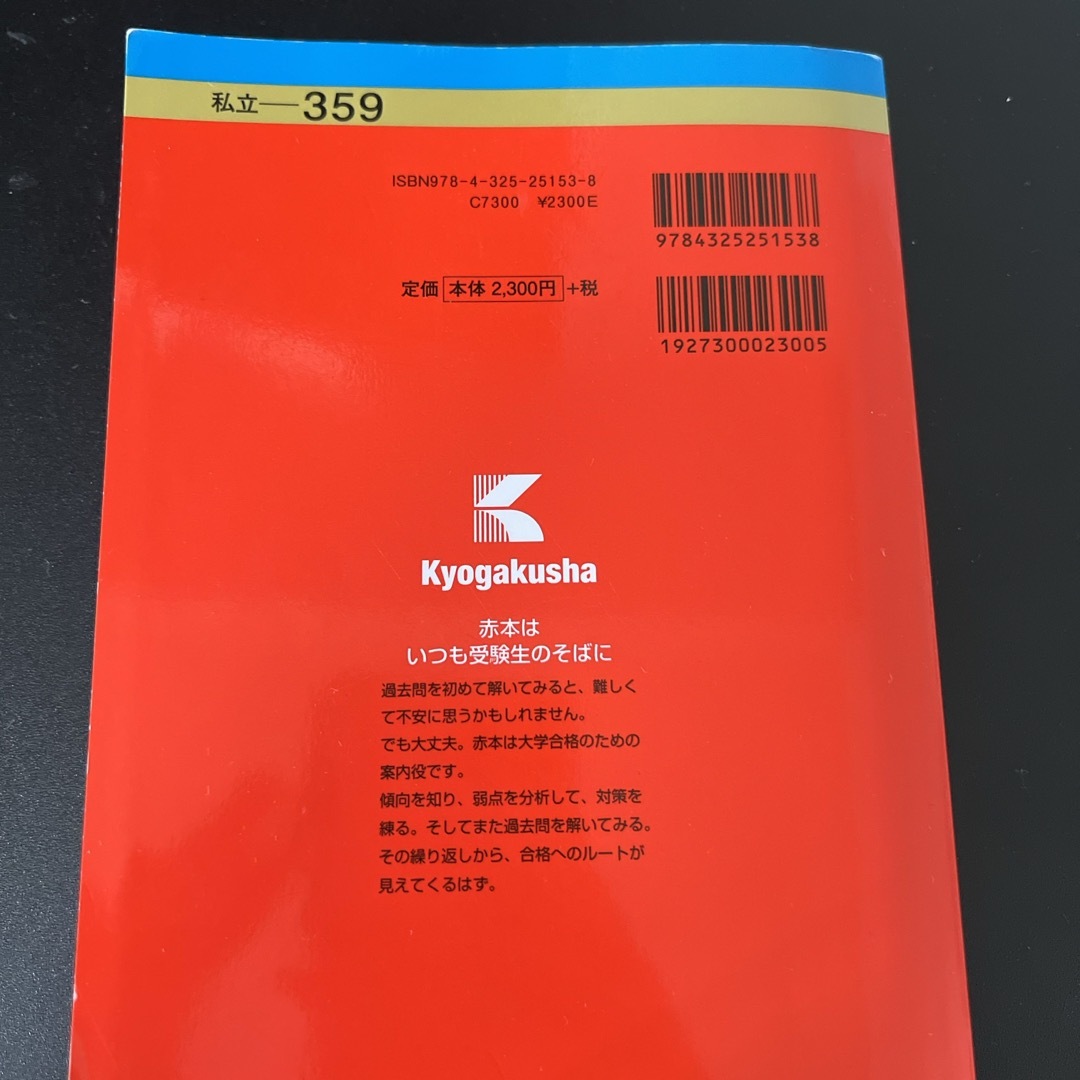 私立―359
ISBN978-4-325-25153-8
C7300 ¥2300E
9784325251538
定価 本体 2,300円 +税
1927300023005
Kyogakusha
赤本は
いつも受験生のそばに
過去問を初めて解いてみると、難しく
て不安に思うかもしれません。
でも大丈夫。赤本は大学合格のための
案内役です。
傾向を知り、弱点を分析して、対策を
練る。そしてまた過去問を解いてみる。
その繰り返しから、合格へのルートが
見えてくるはず。